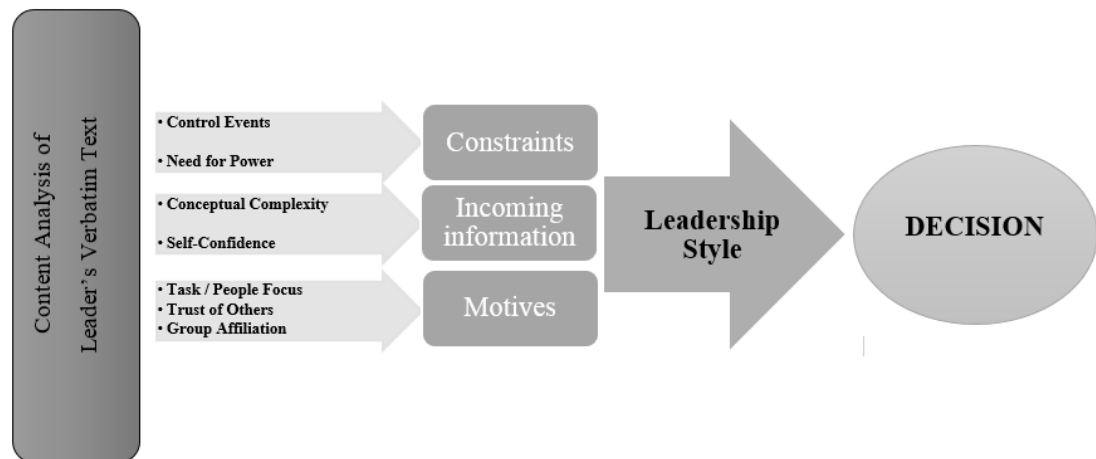 Content Analysis of
Leader’s Verbatim Text
• Control Events
• Need for Power
Constraints
• Conceptual Complexity
• Self-Confidence
Incoming
information
• Task / People Focus
• Trust of Others
• Group Affiliation
Motives
Leadership
Style
DECISION